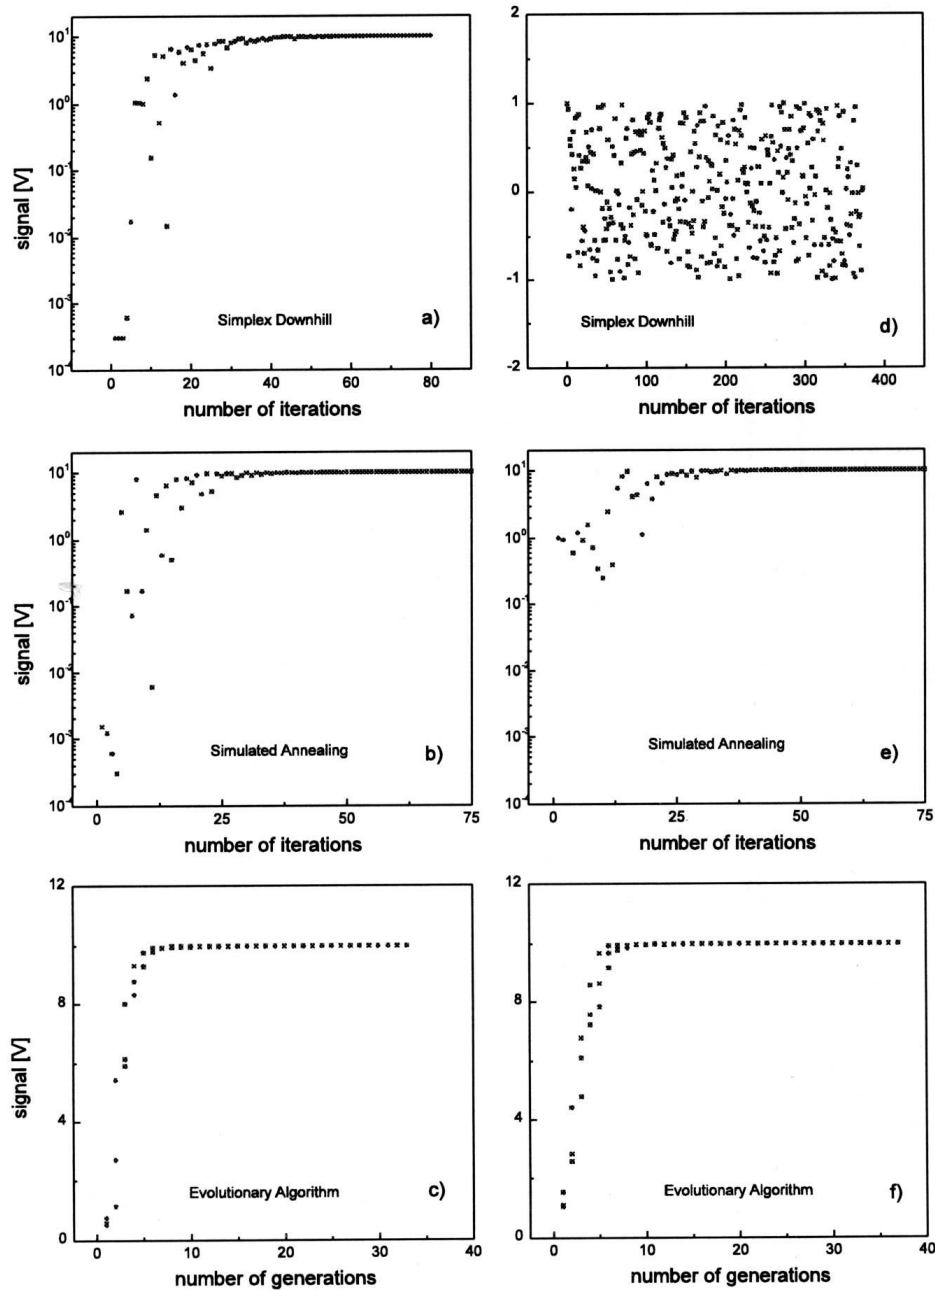 10¹
10⁰
10⁻¹
10⁻²
10⁻³
10⁻⁴
signal [V]
Simplex Downhill
a)
0 20 40 60 80
number of iterations
2
1
0
-1
-2
Simplex Downhill
d)
0 100 200 300 400
number of iterations
10¹
10⁰
10⁻¹
10⁻²
10⁻³
10⁻⁴
signal [V]
Simulated Annealing
b)
0 25 50 75
number of iterations
10¹
10⁰
10⁻¹
10⁻²
10⁻³
10⁻⁴
Simulated Annealing
e)
0 25 50 75
number of iterations
12
8
4
0
signal [V]
Evolutionary Algorithm
c)
0 10 20 30 40
number of generations
12
8
4
0
Evolutionary Algorithm
f)
0 10 20 30 40
number of generations